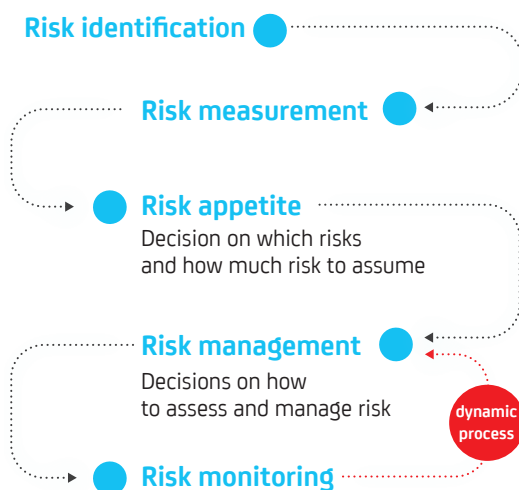 Risk identification
Risk measurement
Risk appetite
Decision on which risks
and how much risk to assume
Risk management
Decisions on how
to assess and manage risk
dynamic
process
Risk monitoring